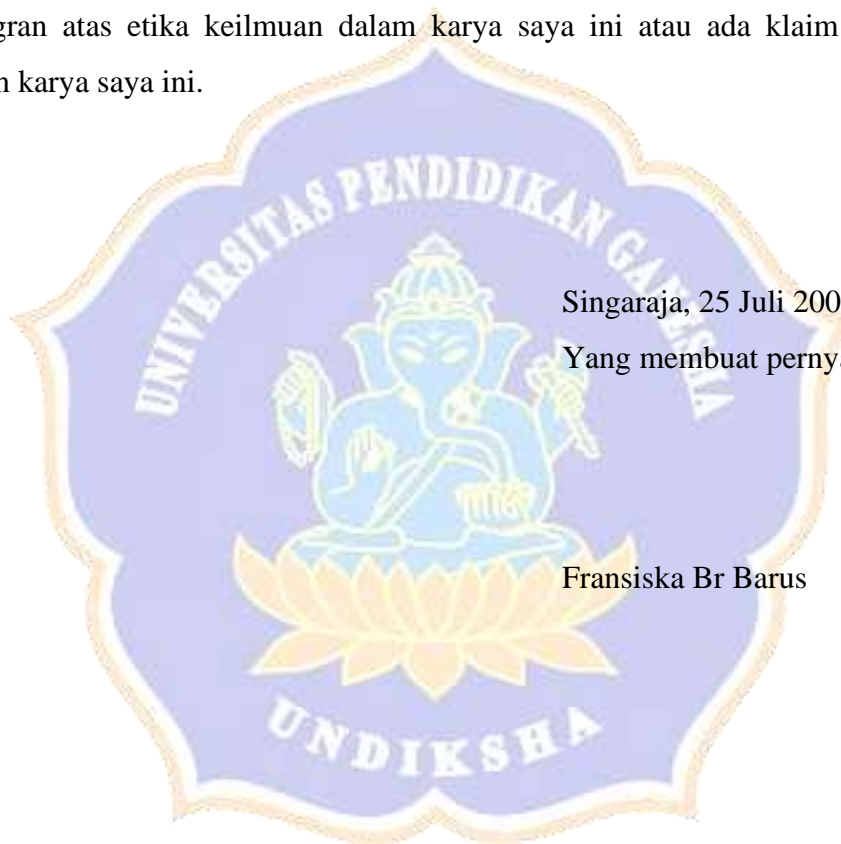 gran atas etika keilmuan dalam karya saya ini atau ada klaim
karya saya ini.
UNIVERSITAS PENDIDIKAN GANESHA
Singaraja, 25 Juli 200
Yang membuat perny
Fransiska Br Barus
UNDIKSHA